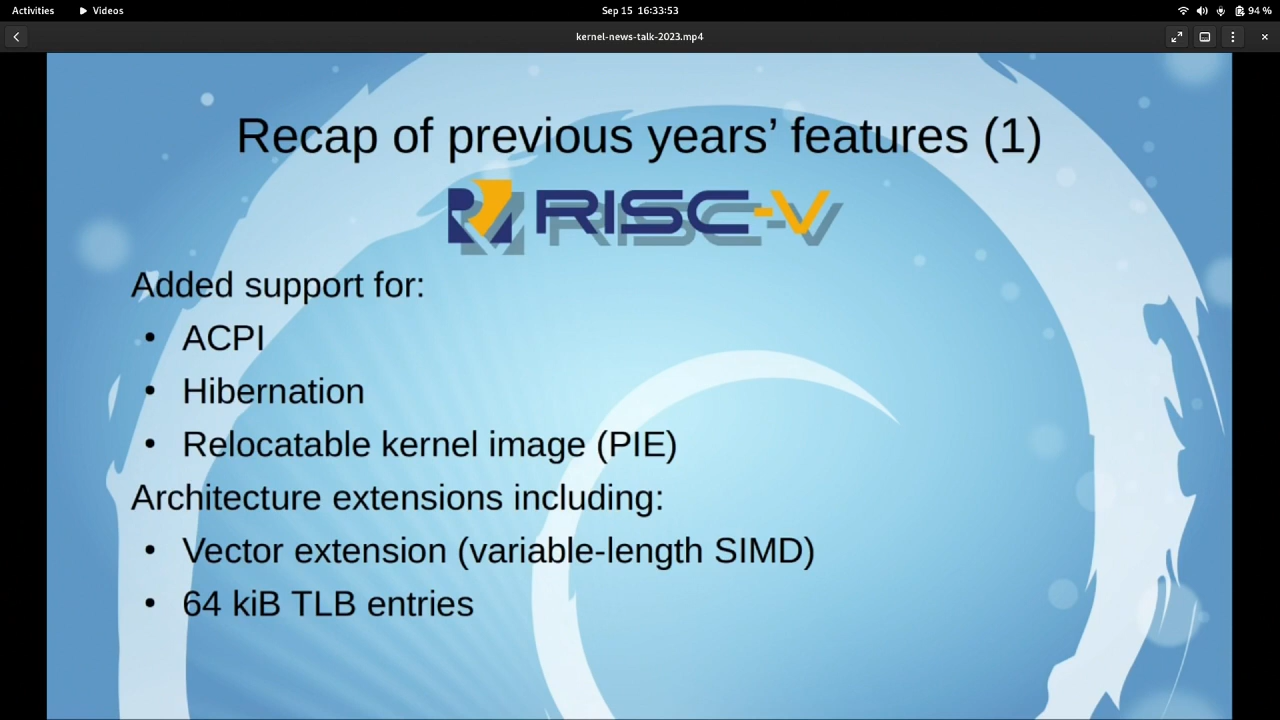 Activities Videos Sep 15 16:33:53 94 %
kernel-news-talk-2023.mp4
Recap of previous years’ features (1)
RISC-V
Added support for:
• ACPI
• Hibernation
• Relocatable kernel image (PIE)
Architecture extensions including:
• Vector extension (variable-length SIMD)
• 64 kiB TLB entries